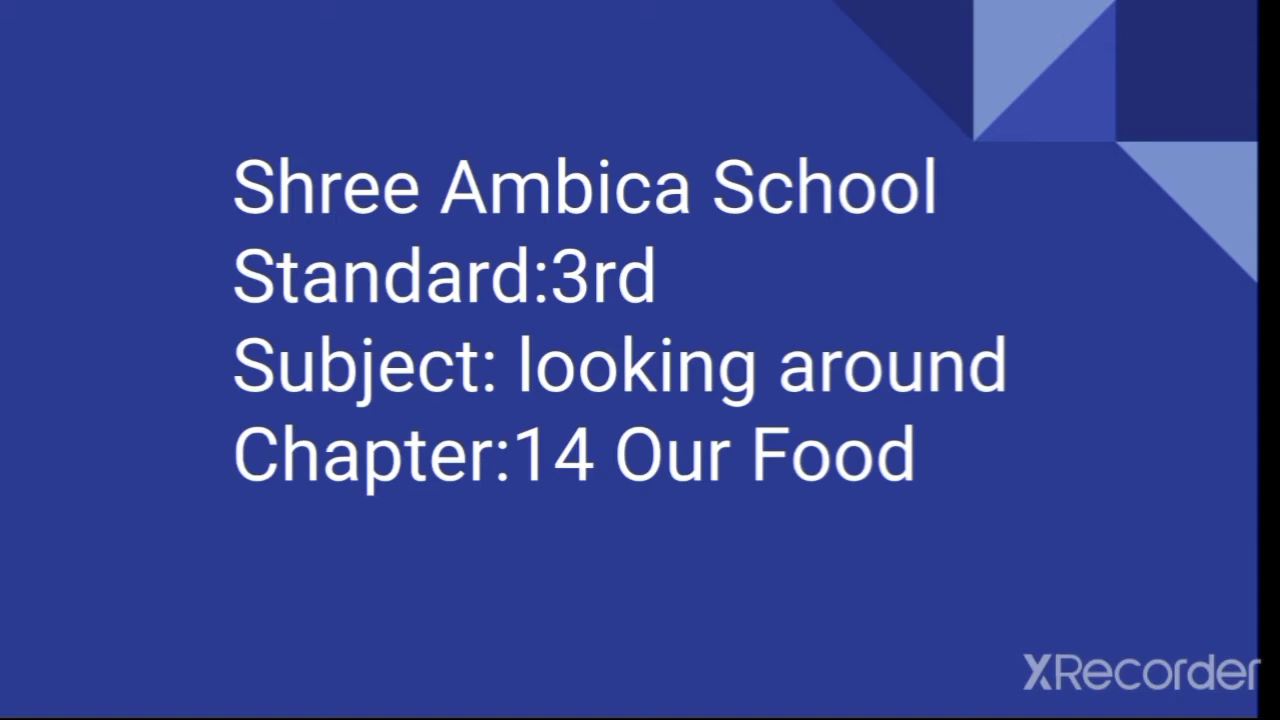 Shree Ambica School
Standard:3rd
Subject: looking around
Chapter:14 Our Food
XRecorder